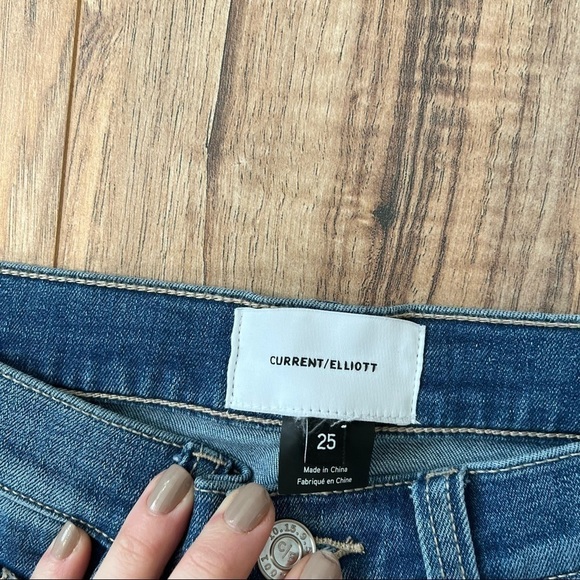 CURRENT/ELLIOTT
25
Made in China
Fabriqué en Chine